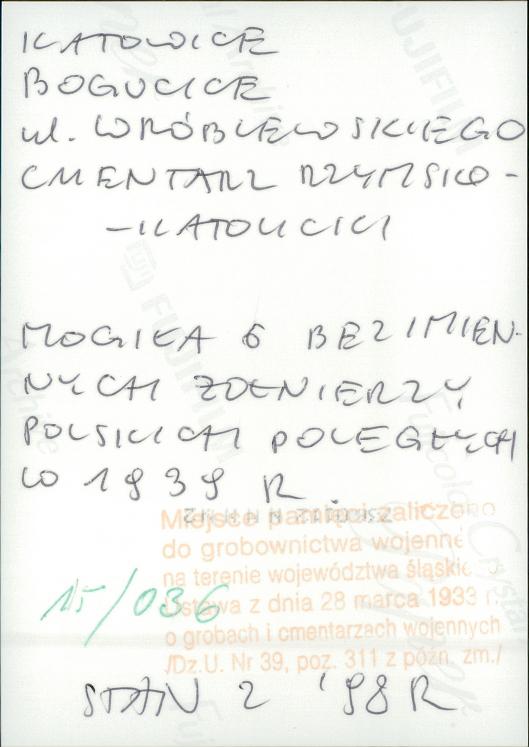 KATOWICE
BOGUCICE
ul. WRÓBLEWSKIEGO
CMENTARZ RZYMSKO-
-KATOLICKI
MOGIŁA 6 BEZIMIEN-
NYCH ŻOŁNIERZY
POLSKICH POLEGŁYCH
W 1939 R
Miejsce pamięci zaliczono
do grobownictwa wojenne
na terenie województwa śląskie
Ustawa z dnia 28 marca 1933 r.
15/036
o grobach i cmentarzach wojennych
/Dz.U. Nr 39, poz. 311 z późn. zm./
STAN Z '98 R